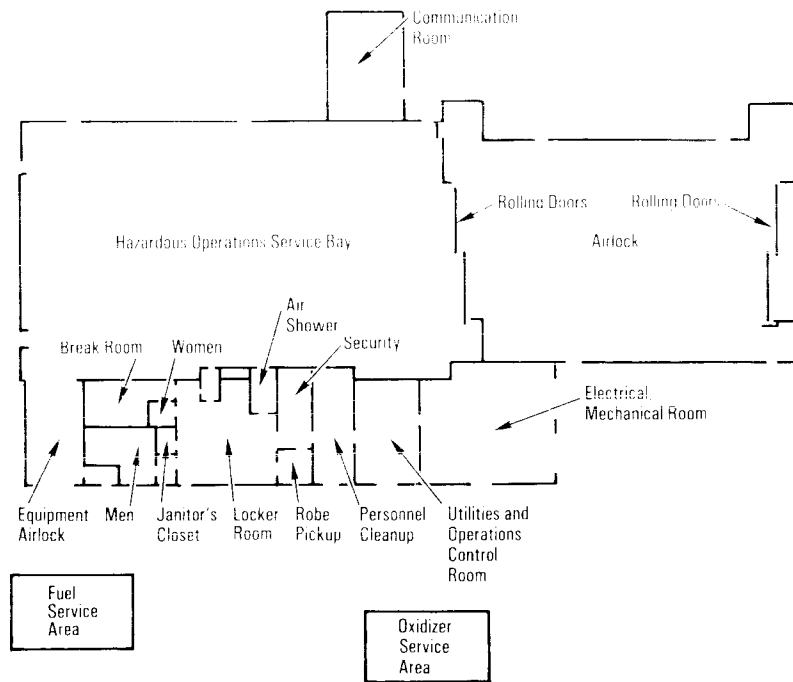 Communication
Room
Rolling Doors
Rolling Doors
Hazardous Operations Service Bay
Airlock
Air
Shower
Break Room
Women
Security
Electrical,
Mechanical Room
Equipment
Airlock
Men
Janitor's
Closet
Locker
Room
Robe
Pickup
Personnel
Cleanup
Utilities and
Operations
Control
Room
Fuel
Service
Area
Oxidizer
Service
Area